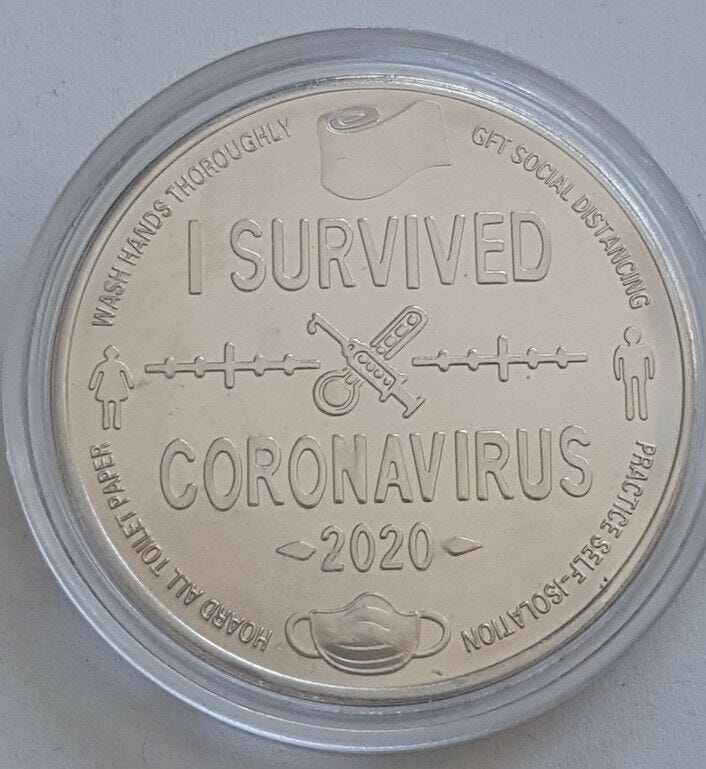 WASH HANDS THOROUGHLY
GFT SOCIAL DISTANCING
I SURVIVED
CORONAVIRUS
2020
HOARD ALL TOILET PAPER
PRACTICE SELF-ISOLATION